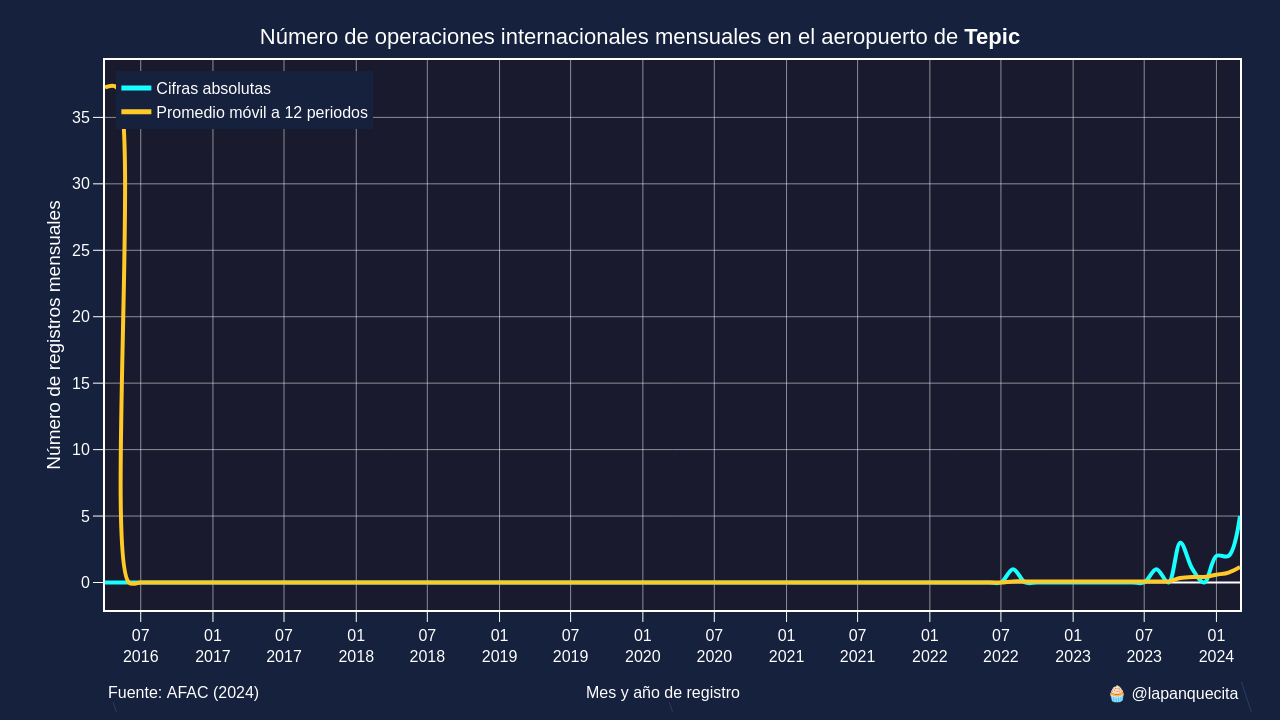 Número de operaciones internacionales mensuales en el aeropuerto de Tepic
Cifras absolutas
Promedio móvil a 12 periodos
Número de registros mensuales
35
30
25
20
15
10
5
0
07 01 07 01 07 01 07 01 07 01 07 01 07 01 07 01
2016 2017 2017 2018 2018 2019 2019 2020 2020 2021 2021 2022 2022 2023 2023 2024
Fuente: AFAC (2024)
Mes y año de registro
🧁 @lapanquecita